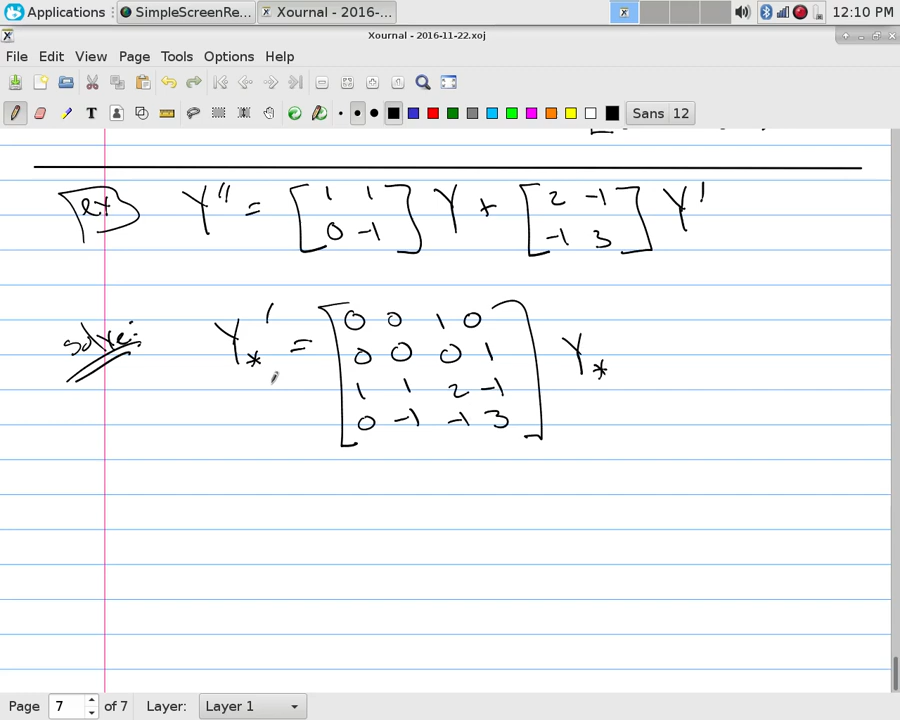 Applications SimpleScreenRe... Xournal - 2016-... 12:10 PM
Xournal - 2016-11-22.xoj
File Edit View Page Tools Options Help
Sans 12
ex Y'' = [1 1; 0 -1] Y + [2 -1; -1 3] Y'
solve: Y*' = [0 0 1 0; 0 0 0 1; 1 1 2 -1; 0 -1 -1 3] Y*
Page 7 of 7 Layer: Layer 1